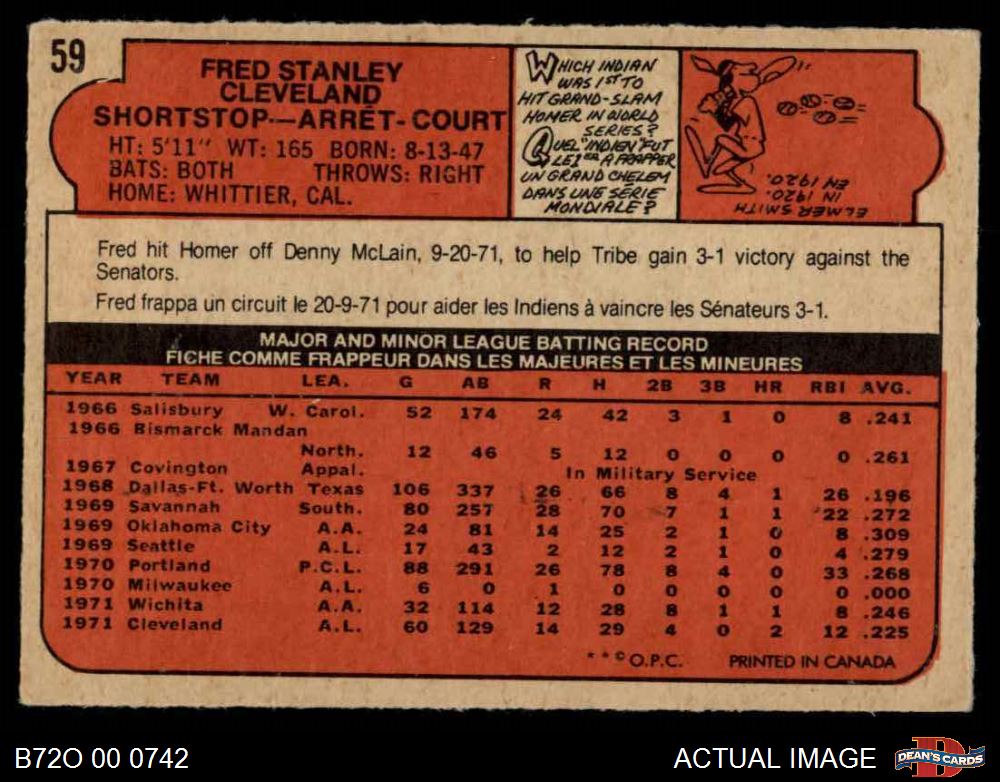 59
FRED STANLEY
CLEVELAND
SHORTSTOP—ARRÊT-COURT
HT: 5'11" WT: 165 BORN: 8-13-47
BATS: BOTH THROWS: RIGHT
HOME: WHITTIER, CAL.
WHICH INDIAN
WAS 1ST TO
HIT GRAND-SLAM
HOMER IN WORLD
SERIES?
QUEL "INDIEN" FUT
LE 1ER A FRAPPER
UN GRAND CHELEM
DANS UNE SÉRIE
MONDIALE?
ELMER SMITH
IN 1920.
EN 1920.
Fred hit Homer off Denny McLain, 9-20-71, to help Tribe gain 3-1 victory against the
Senators.
Fred frappa un circuit le 20-9-71 pour aider les Indiens à vaincre les Sénateurs 3-1.
MAJOR AND MINOR LEAGUE BATTING RECORD
FICHE COMME FRAPPEUR DANS LES MAJEURES ET LES MINEURES
YEAR TEAM LEA. G AB R H 2B 3B HR RBI AVG.
1966 Salisbury W. Carol. 52 174 24 42 3 1 0 8 .241
1966 Bismarck Mandan
North. 12 46 5 12 0 0 0 0 .261
1967 Covington Appal. In Military Service
1968 Dallas-Ft. Worth Texas 106 337 26 66 8 4 1 26 .196
1969 Savannah South. 80 257 28 70 7 1 1 22 .272
1969 Oklahoma City A.A. 24 81 14 25 2 1 0 8 .309
1969 Seattle A.L. 17 43 2 12 2 1 0 4 .279
1970 Portland P.C.L. 88 291 26 78 8 4 0 33 .268
1970 Milwaukee A.L. 6 0 1 0 0 0 0 0 .000
1971 Wichita A.A. 32 114 12 28 8 1 1 8 .246
1971 Cleveland A.L. 60 129 14 29 4 0 2 12 .225
**©O.P.C. PRINTED IN CANADA
B72O 00 0742
ACTUAL IMAGE
D
DEAN'S CARDS